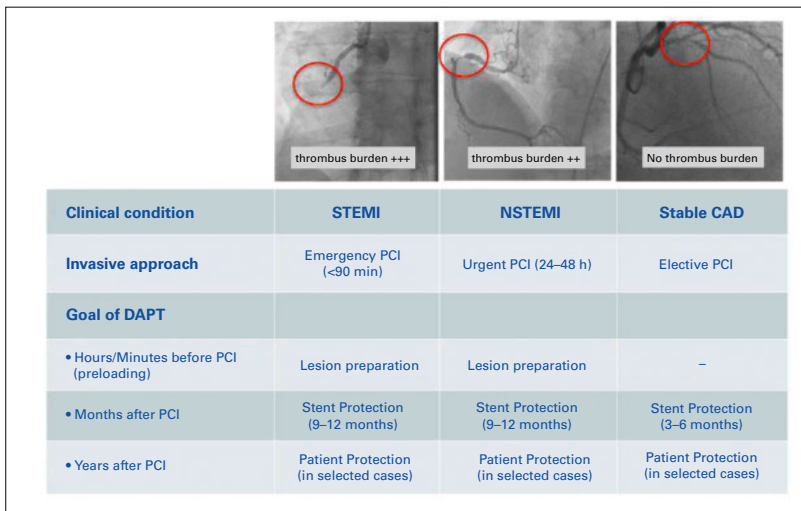 thrombus burden +++
thrombus burden ++
No thrombus burden
Clinical condition
STEMI
NSTEMI
Stable CAD
Invasive approach
Emergency PCI
(<90 min)
Urgent PCI (24–48 h)
Elective PCI
Goal of DAPT
• Hours/Minutes before PCI
(preloading)
Lesion preparation
Lesion preparation
–
• Months after PCI
Stent Protection
(9–12 months)
Stent Protection
(9–12 months)
Stent Protection
(3–6 months)
• Years after PCI
Patient Protection
(in selected cases)
Patient Protection
(in selected cases)
Patient Protection
(in selected cases)